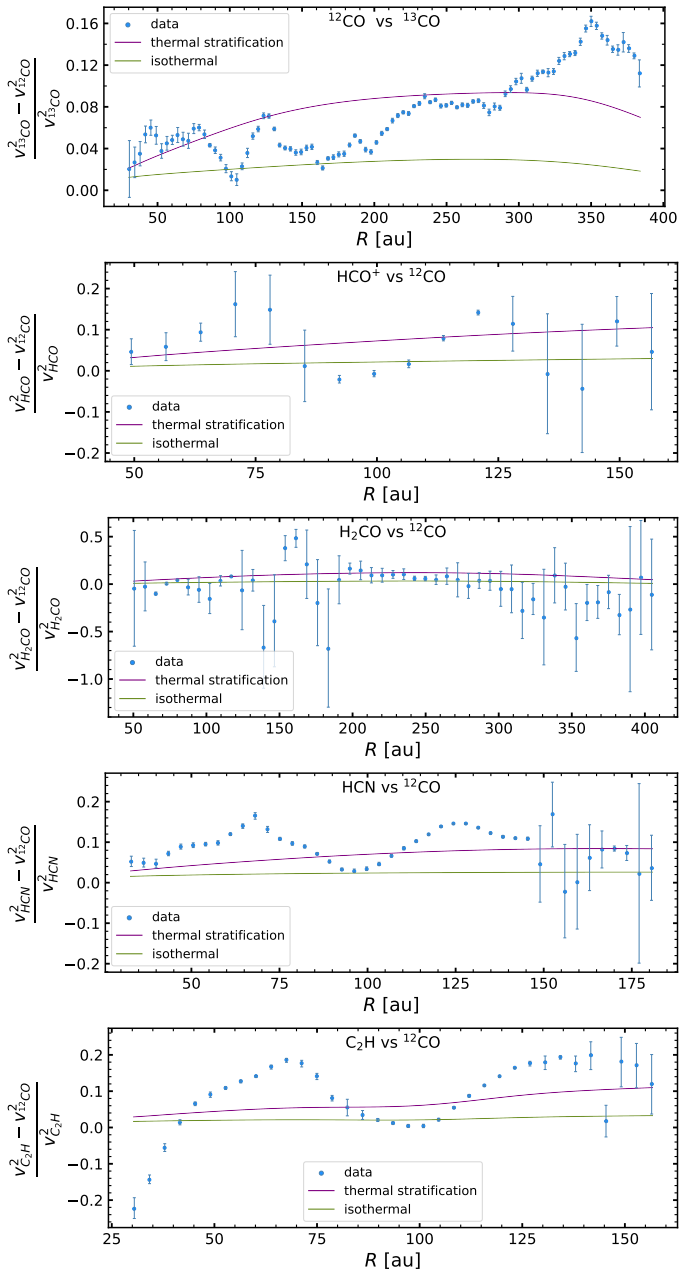 ¹²CO vs ¹³CO
data
thermal stratification
isothermal
0.16
0.12
0.08
0.04
0.00
v²₁₃CO − v²₁₂CO
v²₁₃CO
50 100 150 200 250 300 350 400
R [au]
HCO⁺ vs ¹²CO
0.2
0.1
0.0
−0.1
−0.2
v²HCO − v²₁₂CO
v²HCO
data
thermal stratification
isothermal
50 75 100 125 150
R [au]
H₂CO vs ¹²CO
0.5
0.0
−0.5
−1.0
v²H₂CO − v²₁₂CO
v²H₂CO
data
thermal stratification
isothermal
50 100 150 200 250 300 350 400
R [au]
HCN vs ¹²CO
0.2
0.1
0.0
−0.1
−0.2
v²HCN − v²₁₂CO
v²HCN
data
thermal stratification
isothermal
50 75 100 125 150 175
R [au]
C₂H vs ¹²CO
0.2
0.1
0.0
−0.1
−0.2
v²C₂H − v²₁₂CO
v²C₂H
data
thermal stratification
isothermal
25 50 75 100 125 150
R [au]